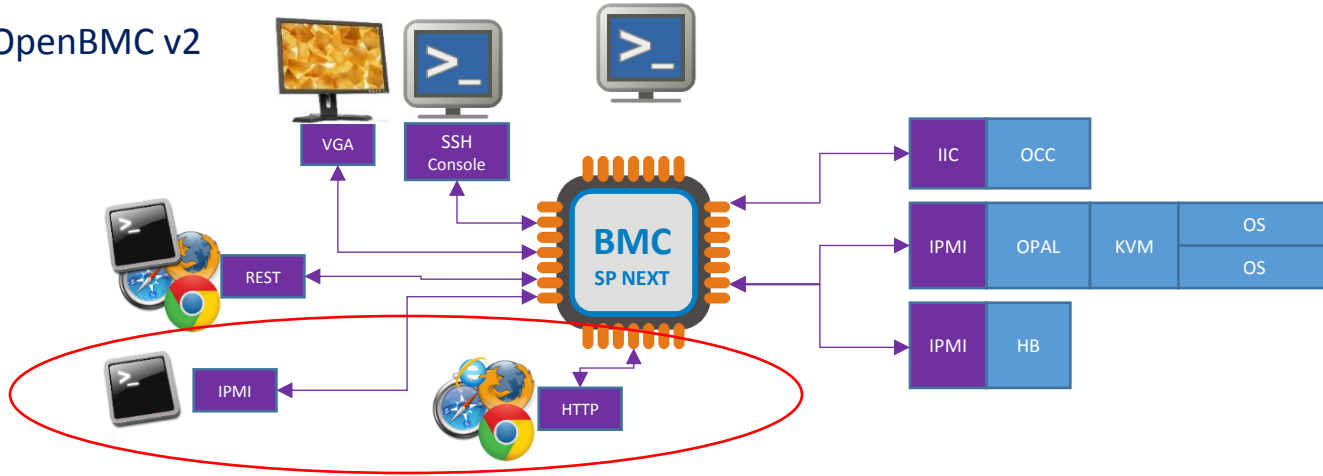 OpenBMC v2
>_
>_
VGA
SSH
Console
IIC
OCC
BMC
SP NEXT
IPMI
OPAL
KVM
OS
OS
>_
REST
IPMI
HB
>_
IPMI
HTTP